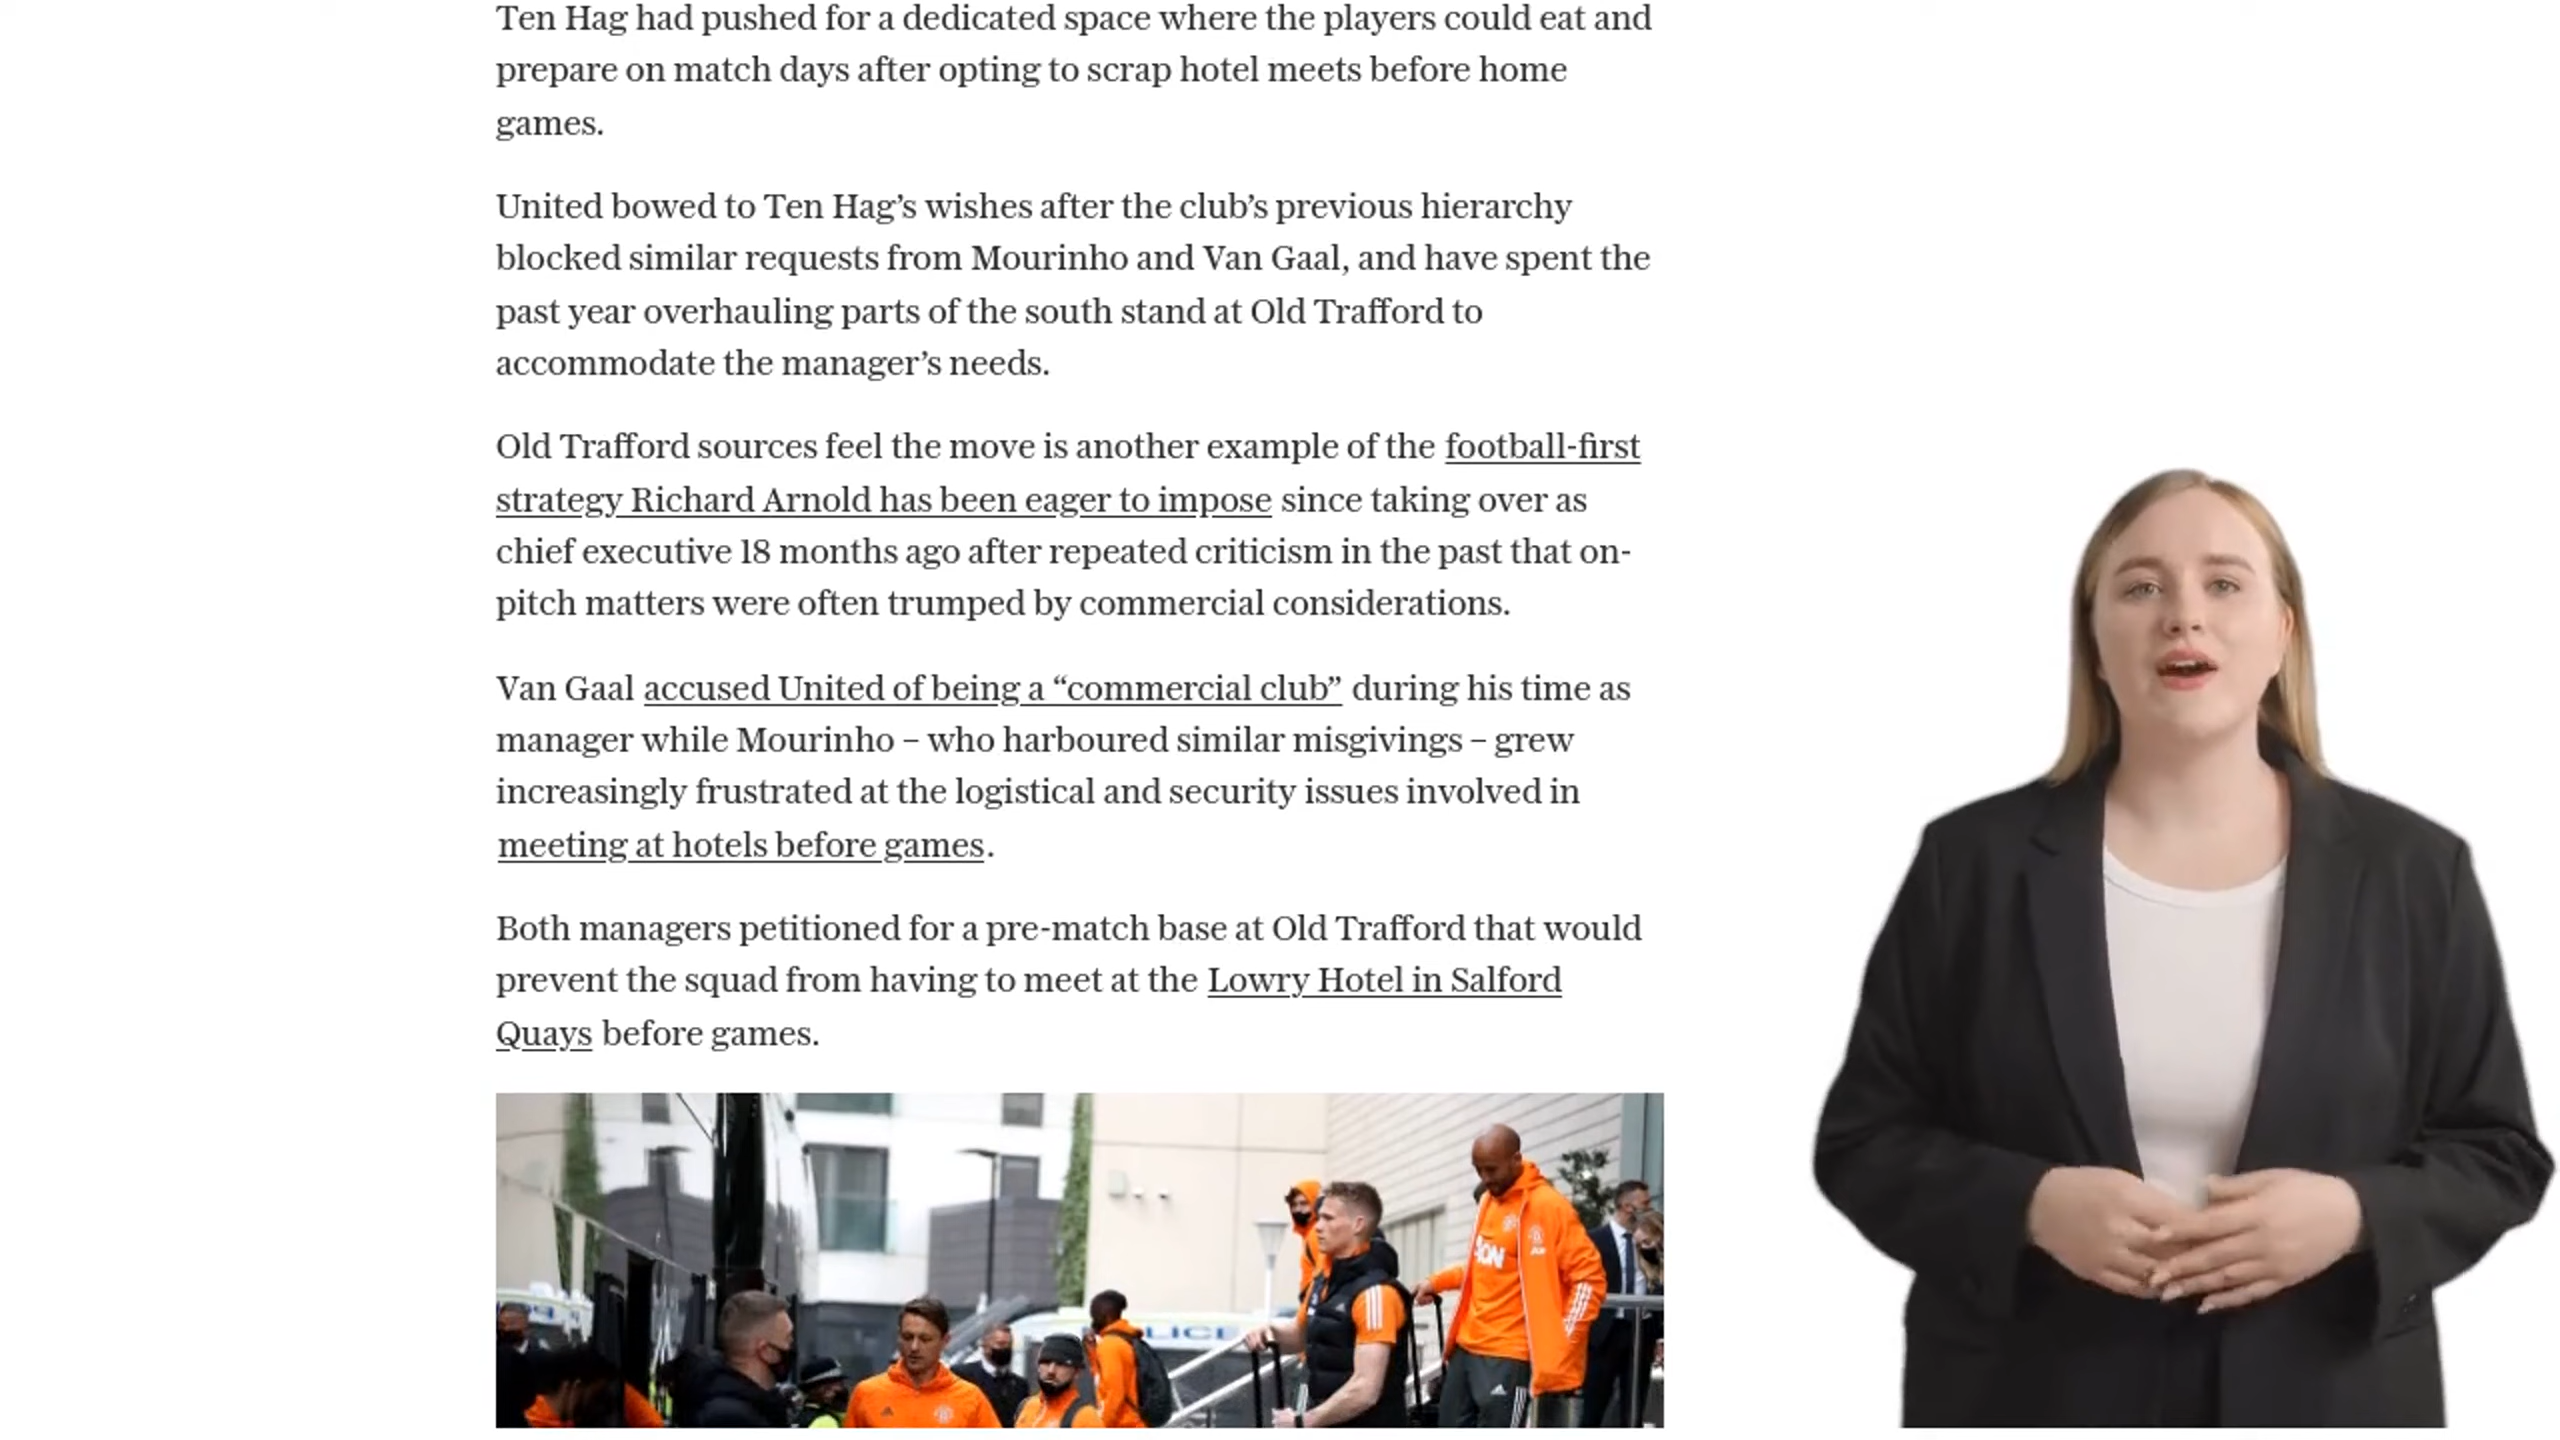 Ten Hag had pushed for a dedicated space where the players could eat and
prepare on match days after opting to scrap hotel meets before home
games.
United bowed to Ten Hag’s wishes after the club’s previous hierarchy
blocked similar requests from Mourinho and Van Gaal, and have spent the
past year overhauling parts of the south stand at Old Trafford to
accommodate the manager’s needs.
Old Trafford sources feel the move is another example of the football-first
strategy Richard Arnold has been eager to impose since taking over as
chief executive 18 months ago after repeated criticism in the past that on-
pitch matters were often trumped by commercial considerations.
Van Gaal accused United of being a “commercial club” during his time as
manager while Mourinho – who harboured similar misgivings – grew
increasingly frustrated at the logistical and security issues involved in
meeting at hotels before games.
Both managers petitioned for a pre-match base at Old Trafford that would
prevent the squad from having to meet at the Lowry Hotel in Salford
Quays before games.